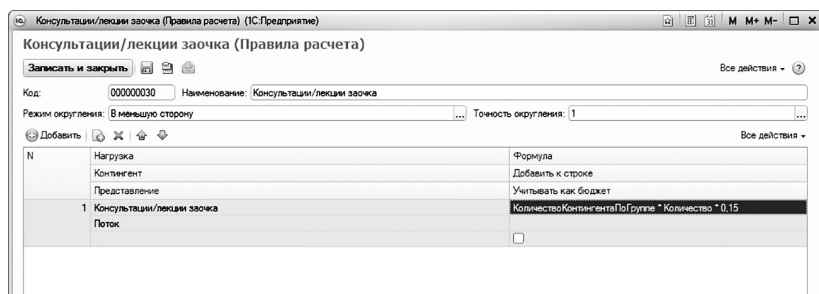 Консультации/лекции заочка (Правила расчета) (1С:Предприятие) M M+ M-
Консультации/лекции заочка (Правила расчета)
Записать и закрыть Все действия
Код: 000000030 Наименование: Консультации/лекции заочка
Режим округления: В меньшую сторону ... Точность округления: 1 ...
Добавить Все действия
N Нагрузка Формула
Контингент Добавить к строке
Представление Учитывать как бюджет
1 Консультации/лекции заочка КоличествоКонтингентаПоГруппе * Количество * 0,15
Поток